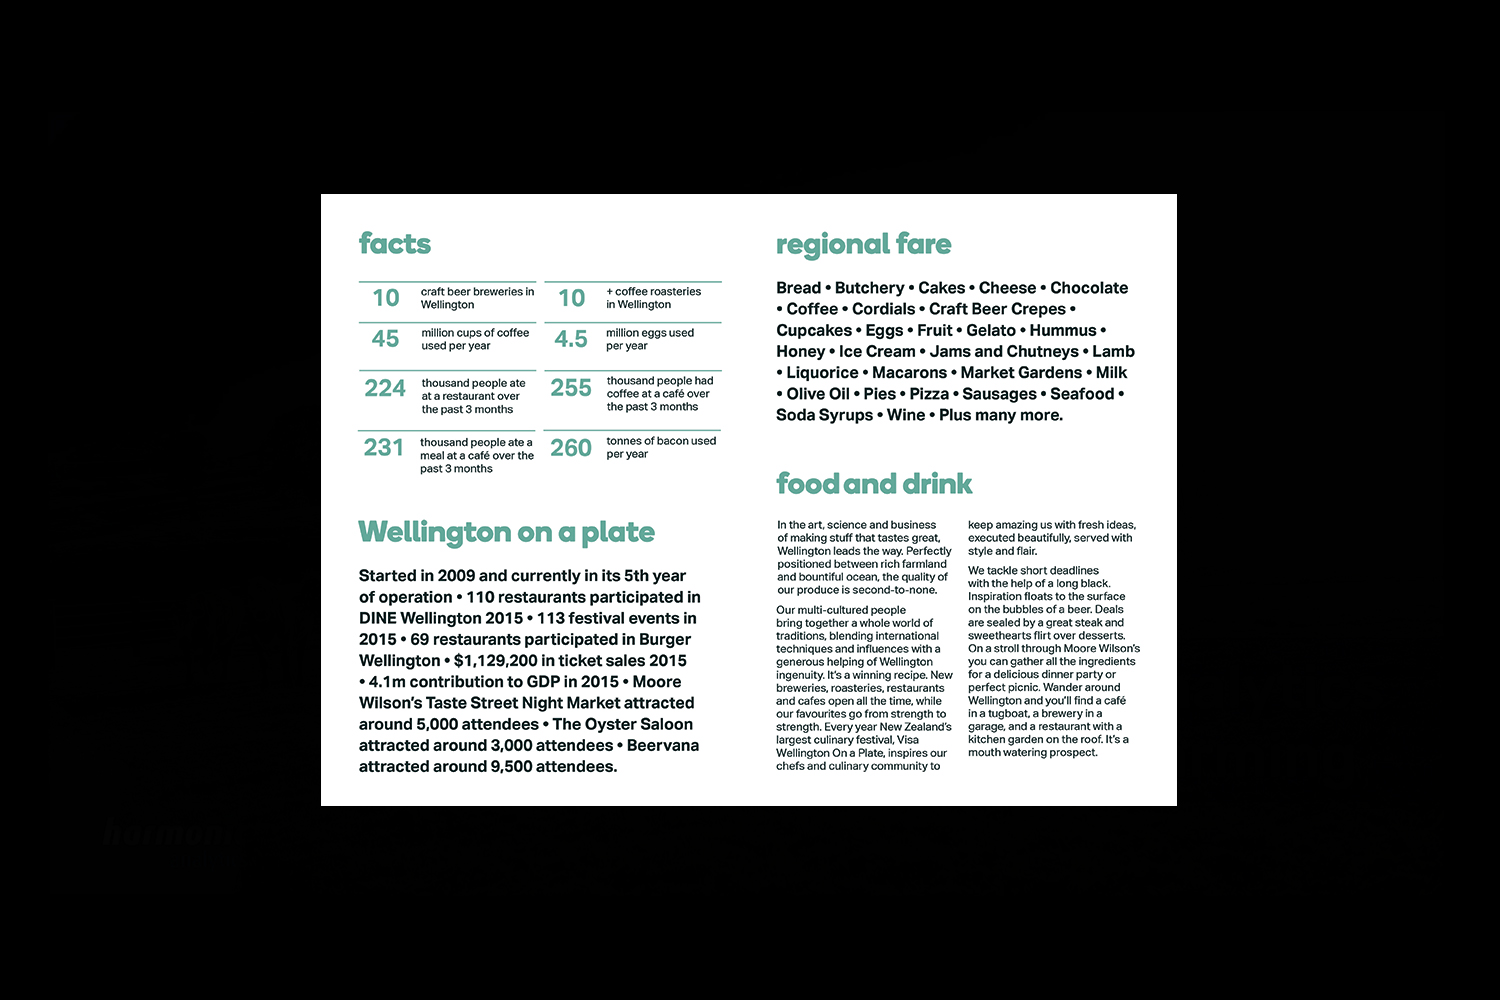 facts
10 craft beer breweries in
Wellington
10 + coffee roasteries
in Wellington
45 million cups of coffee
used per year
4.5 million eggs used
per year
224 thousand people ate
at a restaurant over
the past 3 months
255 thousand people had
coffee at a café over
the past 3 months
231 thousand people ate a
meal at a café over the
past 3 months
260 tonnes of bacon used
per year
Wellington on a plate
Started in 2009 and currently in its 5th year
of operation • 110 restaurants participated in
DINE Wellington 2015 • 113 festival events in
2015 • 69 restaurants participated in Burger
Wellington • $1,129,200 in ticket sales 2015
• 4.1m contribution to GDP in 2015 • Moore
Wilson's Taste Street Night Market attracted
around 5,000 attendees • The Oyster Saloon
attracted around 3,000 attendees • Beervana
attracted around 9,500 attendees.
regional fare
Bread • Butchery • Cakes • Cheese • Chocolate
• Coffee • Cordials • Craft Beer Crepes •
Cupcakes • Eggs • Fruit • Gelato • Hummus •
Honey • Ice Cream • Jams and Chutneys • Lamb
• Liquorice • Macarons • Market Gardens • Milk
• Olive Oil • Pies • Pizza • Sausages • Seafood •
Soda Syrups • Wine • Plus many more.
food and drink
In the art, science and business
of making stuff that tastes great,
Wellington leads the way. Perfectly
positioned between rich farmland
and bountiful ocean, the quality of
our produce is second-to-none.
Our multi-cultured people
bring together a whole world of
traditions, blending international
techniques and influences with a
generous helping of Wellington
ingenuity. It's a winning recipe. New
breweries, roasteries, restaurants
and cafes open all the time, while
our favourites go from strength to
strength. Every year New Zealand's
largest culinary festival, Visa
Wellington On a Plate, inspires our
chefs and culinary community to
keep amazing us with fresh ideas,
executed beautifully, served with
style and flair.
We tackle short deadlines
with the help of a long black.
Inspiration floats to the surface
on the bubbles of a beer. Deals
are sealed by a great steak and
sweethearts flirt over desserts.
On a stroll through Moore Wilson's
you can gather all the ingredients
for a delicious dinner party or
perfect picnic. Wander around
Wellington and you'll find a café
in a tugboat, a brewery in a
garage, and a restaurant with a
kitchen garden on the roof. It's a
mouth watering prospect.